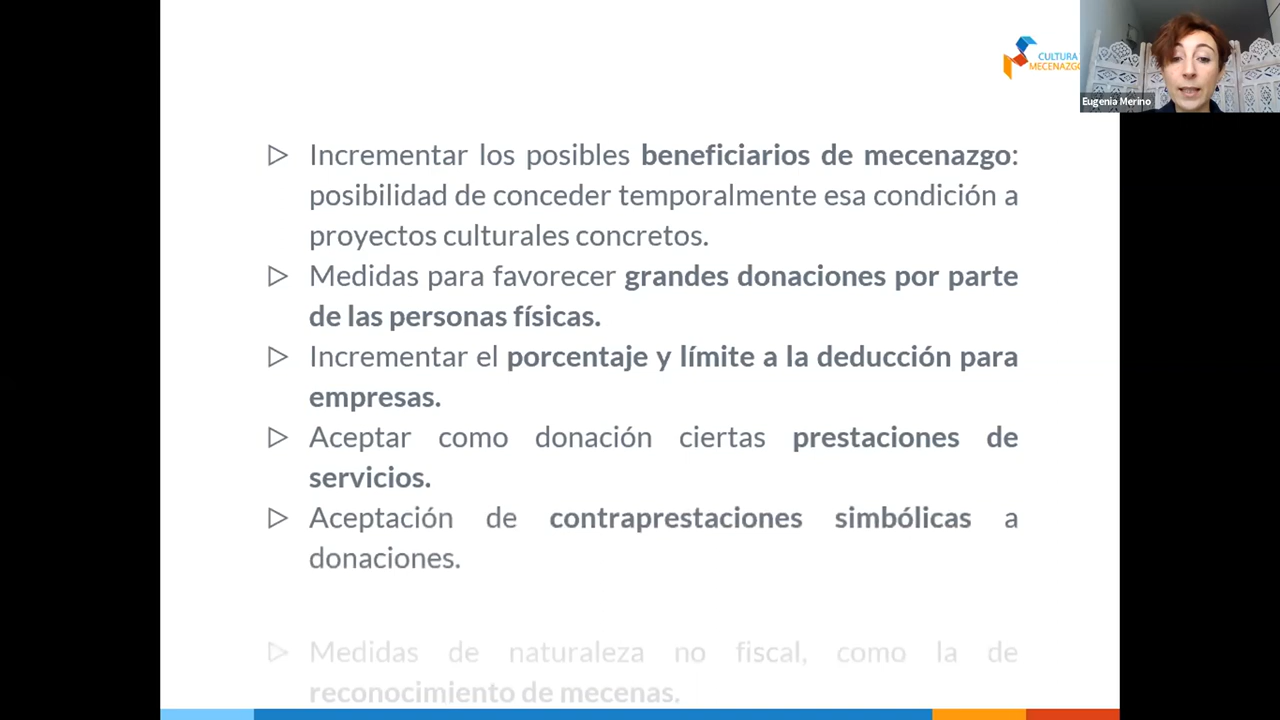 CULTURA
MECENAZGO
Eugenia Merino
Incrementar los posibles beneficiarios de mecenazgo:
posibilidad de conceder temporalmente esa condición a
proyectos culturales concretos.
Medidas para favorecer grandes donaciones por parte
de las personas físicas.
Incrementar el porcentaje y límite a la deducción para
empresas.
Aceptar como donación ciertas prestaciones de
servicios.
Aceptación de contraprestaciones simbólicas a
donaciones.
Medidas de naturaleza no fiscal, como la de
reconocimiento de mecenas.